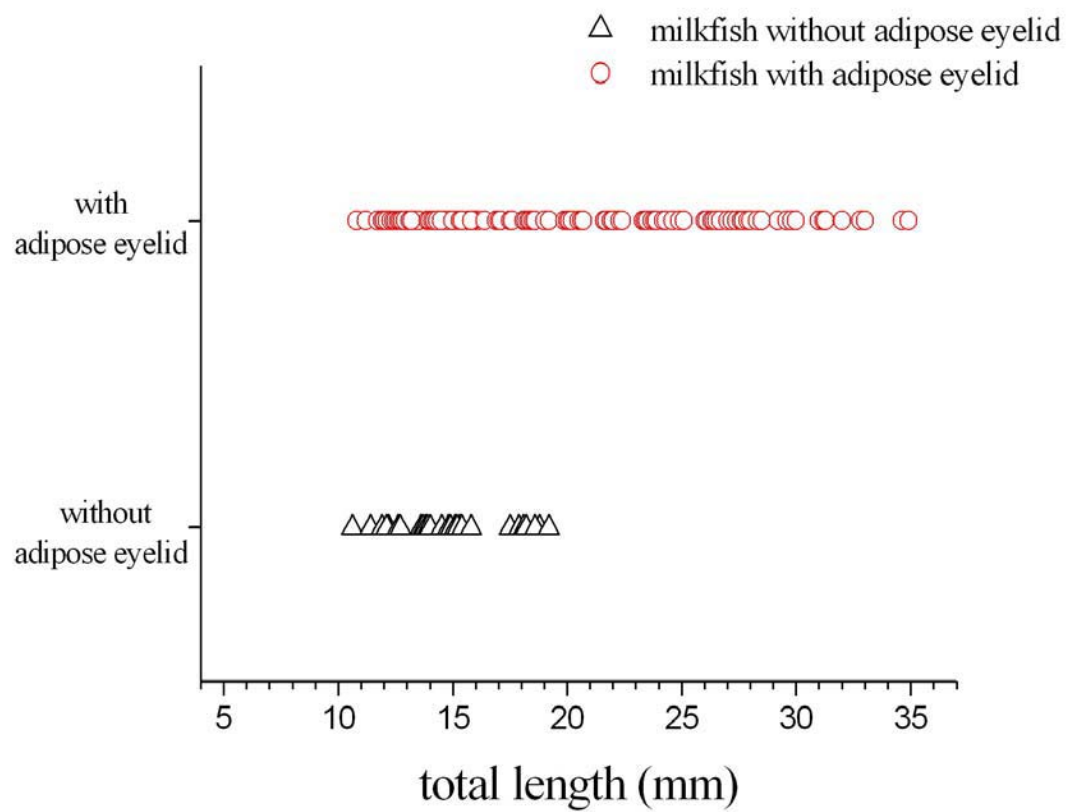 milkfish without adipose eyelid
milkfish with adipose eyelid
with
adipose eyelid
without
adipose eyelid
5 10 15 20 25 30 35
total length (mm)